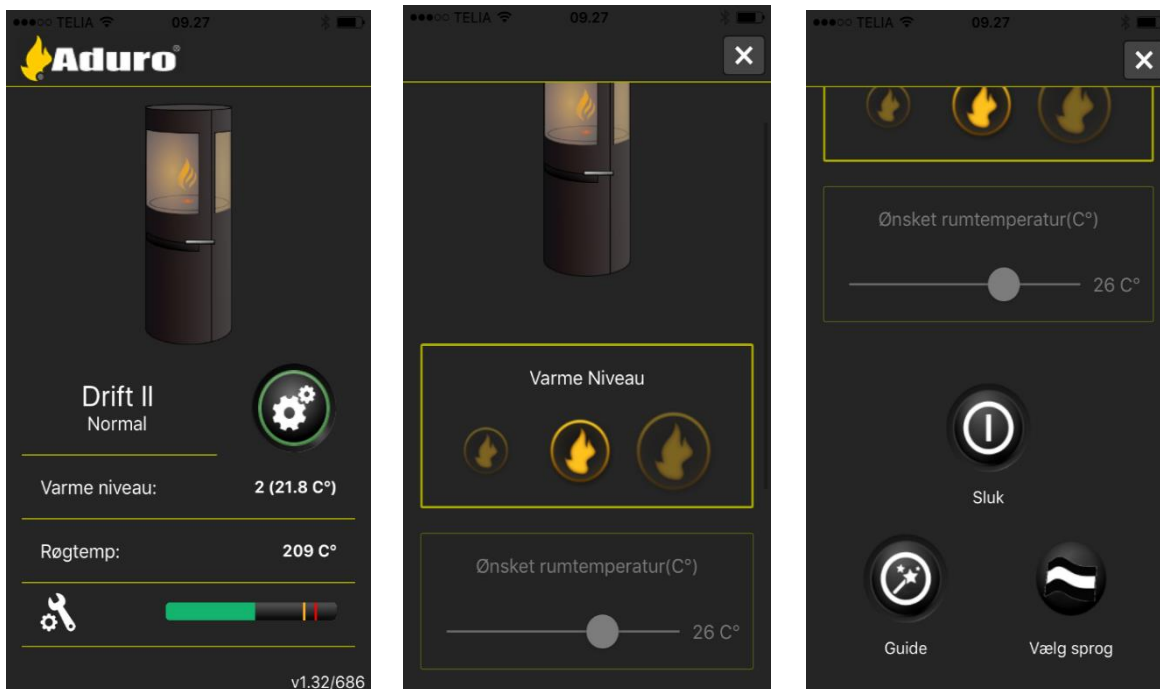 TELIA 09.27
Aduro®
Drift II
Normal
Varme niveau: 2 (21.8 C°)
Røgtemp: 209 C°
v1.32/686
TELIA 09.27
Varme Niveau
Ønsket rumtemperatur(C°)
26 C°
TELIA 09.27
Ønsket rumtemperatur(C°)
26 C°
Sluk
Guide
Vælg sprog